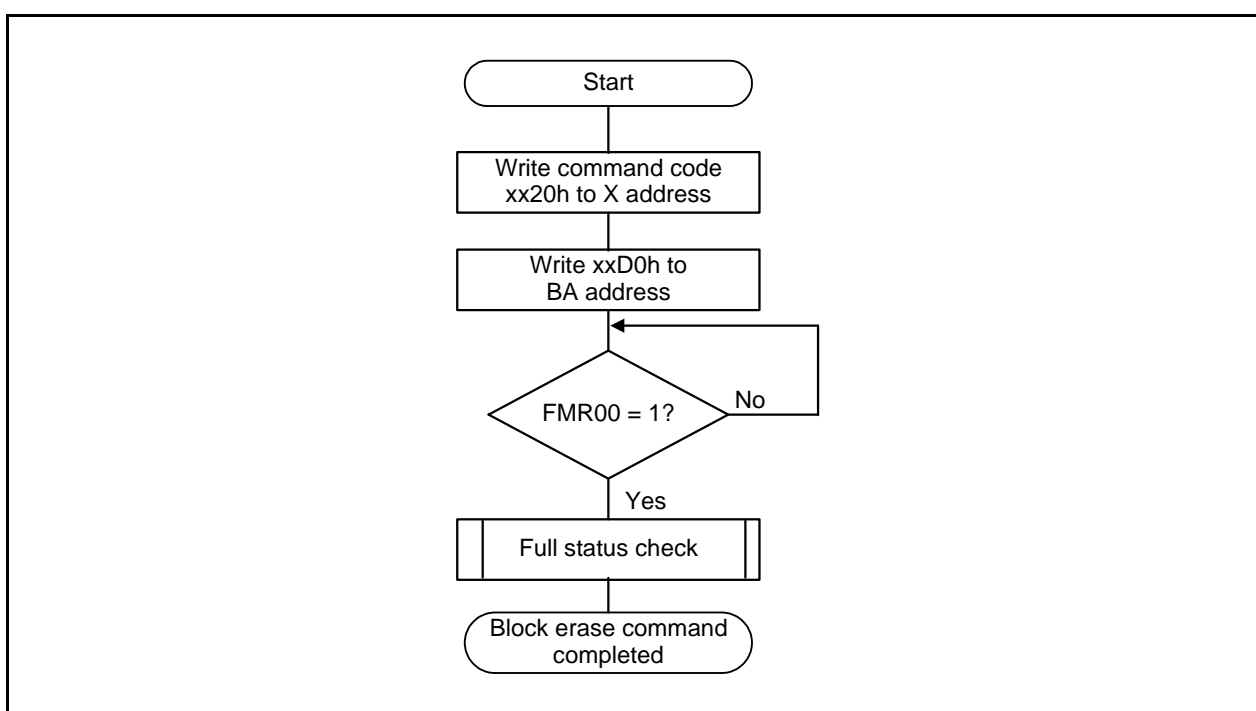 Start
Write command code
xx20h to X address
Write xxD0h to
BA address
FMR00 = 1?
No
Yes
Full status check
Block erase command
completed